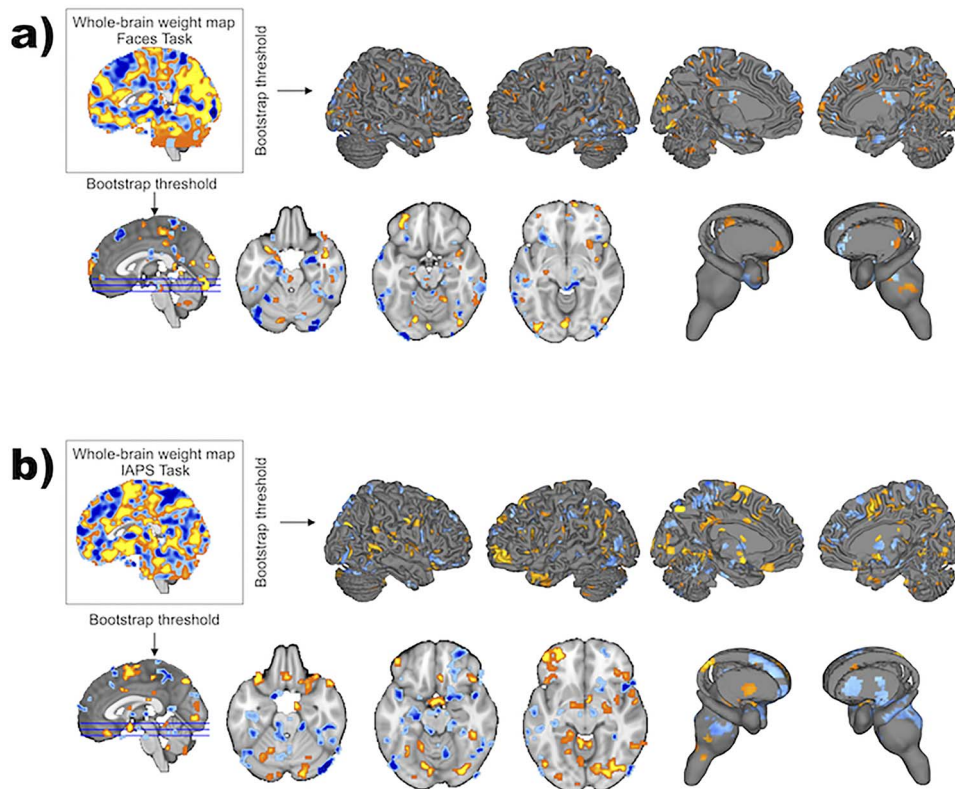 a)
Whole-brain weight map
Faces Task
Bootstrap threshold
Bootstrap threshold
b)
Whole-brain weight map
IAPS Task
Bootstrap threshold
Bootstrap threshold